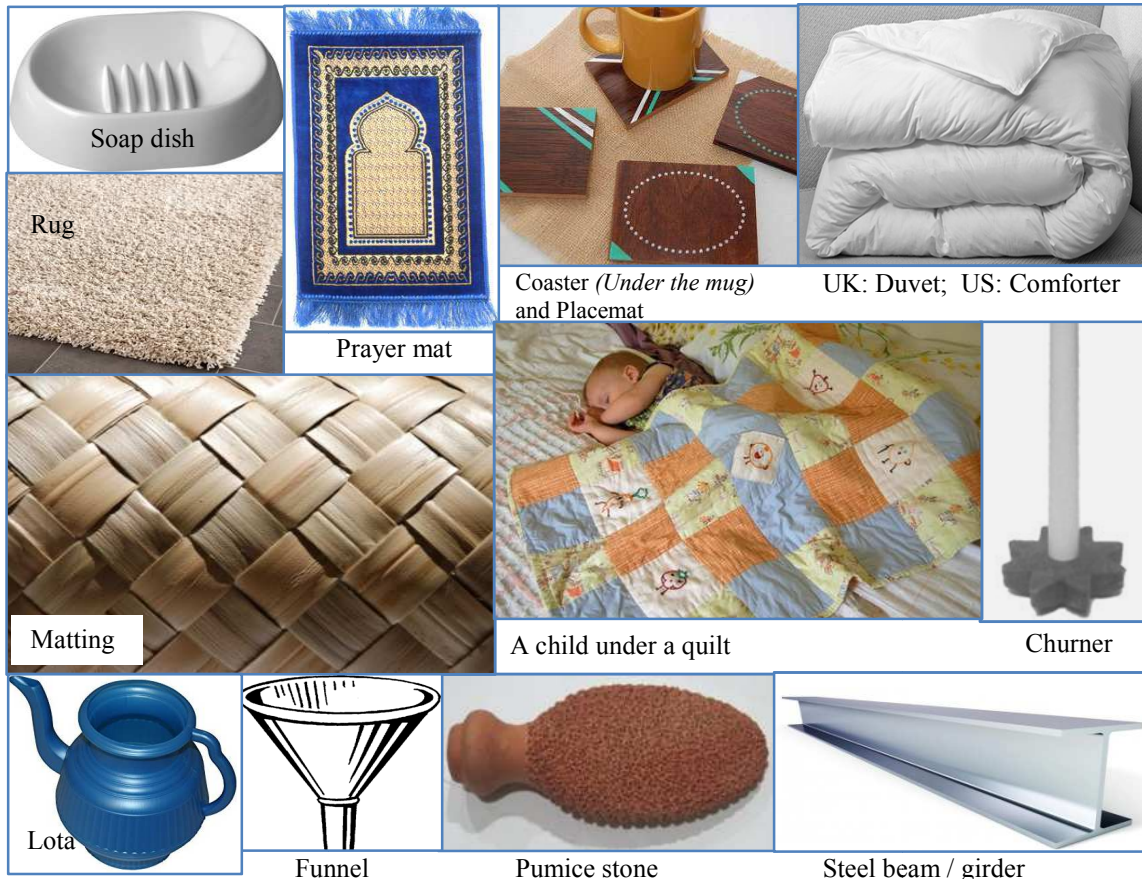 Soap dish
Rug
Prayer mat
Coaster (Under the mug)
and Placemat
UK: Duvet;  US: Comforter
Matting
A child under a quilt
Churner
Lota
Funnel
Pumice stone
Steel beam / girder